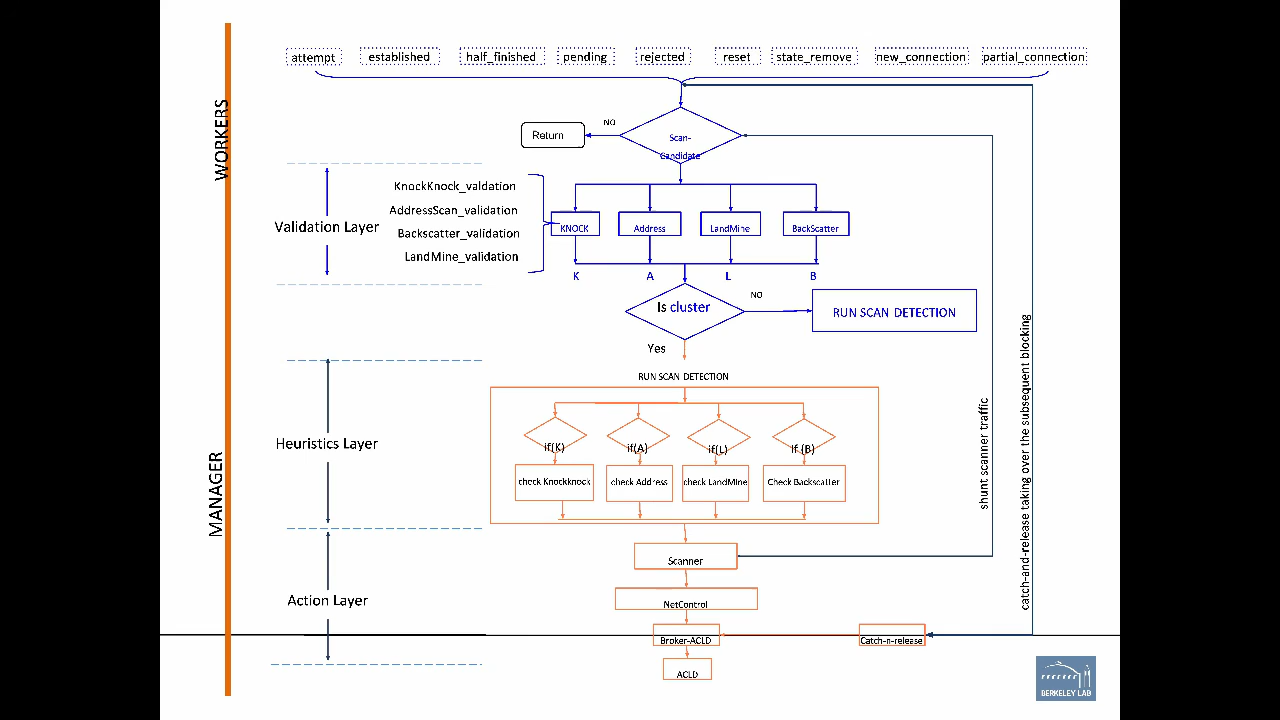 attempt established half_finished pending rejected reset state_remove new_connection partial_connection
WORKERS
NO
Return
Scan-
Candidate
Validation Layer
KnockKnock_valdation
AddressScan_validation
Backscatter_validation
LandMine_validation
KNOCK Address LandMine BackScatter
K A L B
Is cluster
NO
RUN SCAN DETECTION
Yes
RUN SCAN DETECTION
MANAGER
Heuristics Layer
if(K) if(A) if(L) if (B)
check Knockknock check Address check LandMine Check Backscatter
shunt scanner traffic
catch-and-release taking over the subsequent blocking
Scanner
Action Layer
NetControl
Broker-ACLD
Catch-n-release
ACLD
BERKELEY LAB